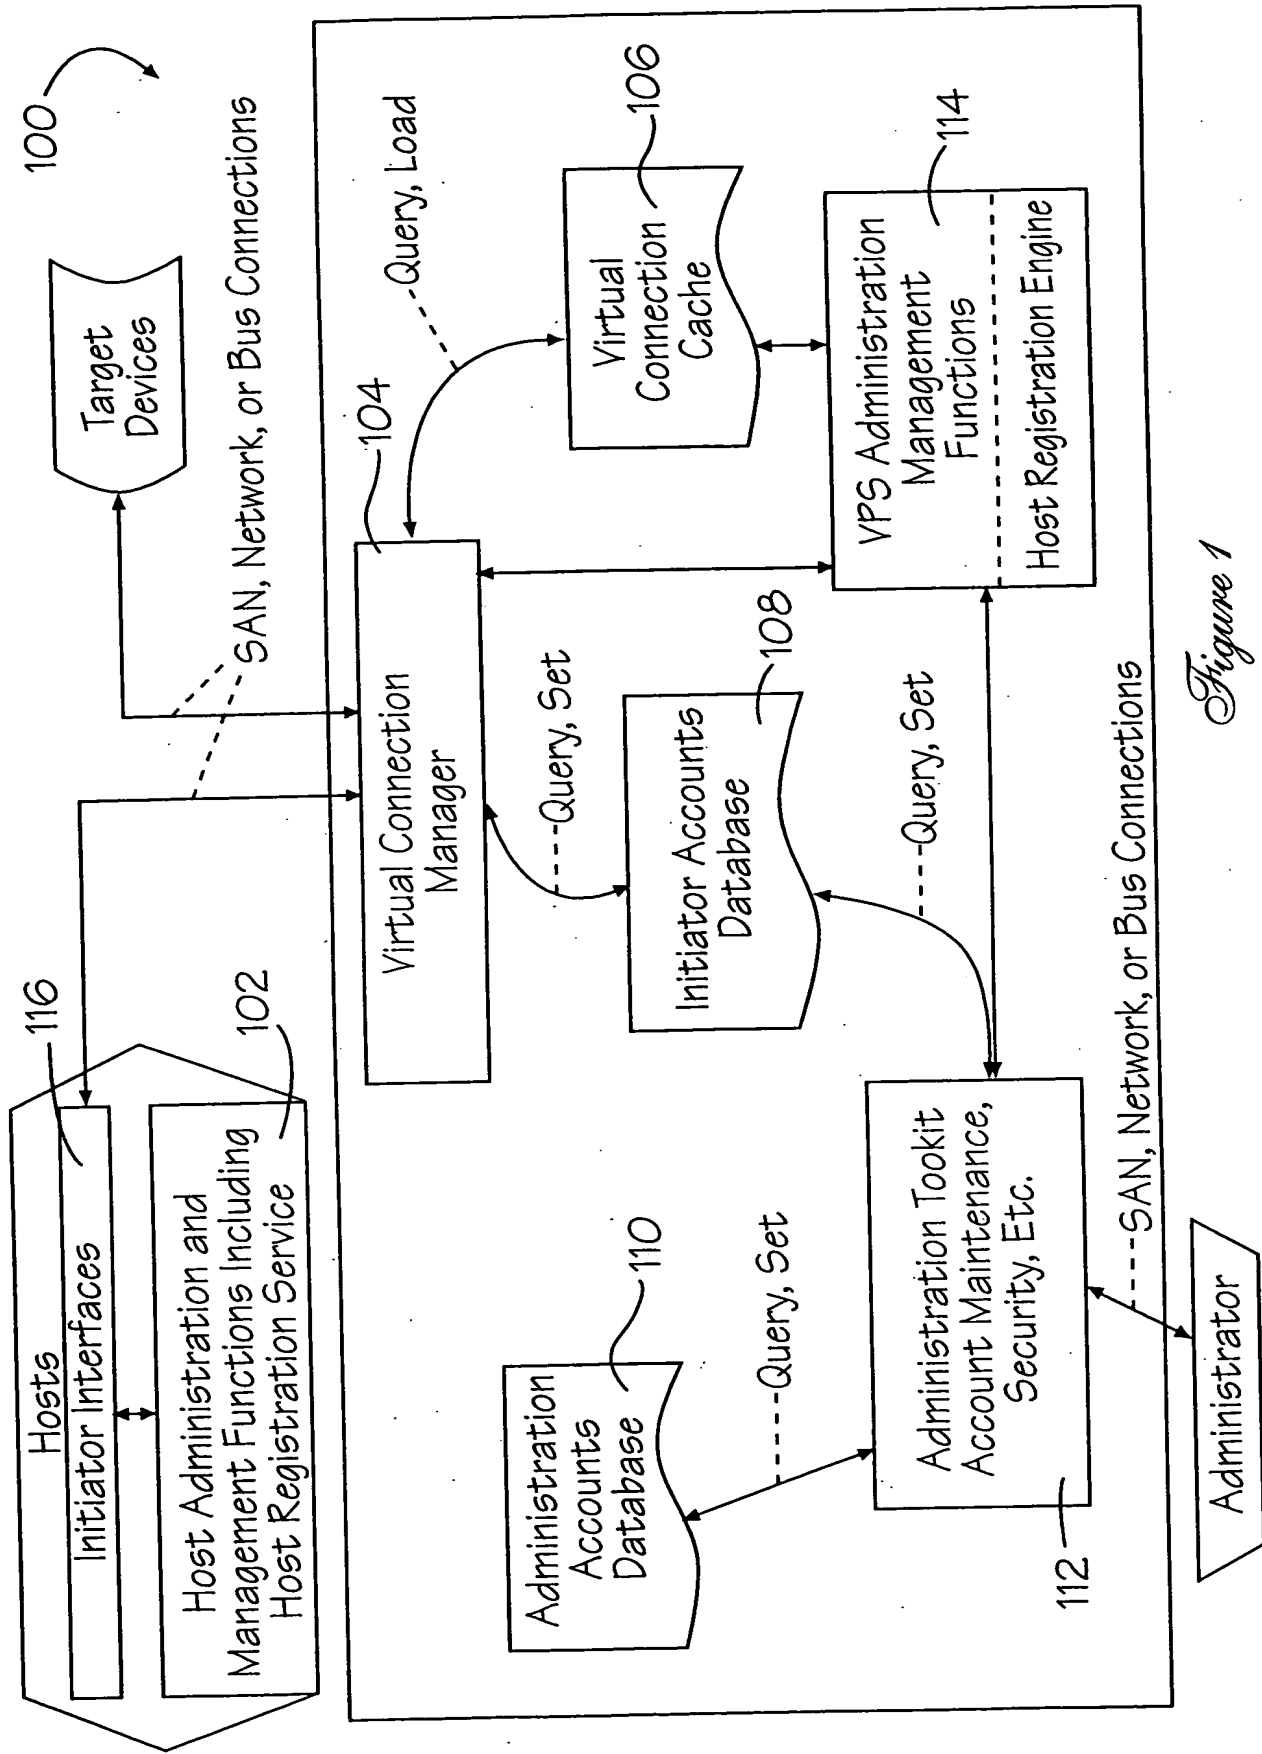 100
Hosts
Initiator Interfaces
116
Host Administration and
Management Functions Including
Host Registration Service
102
Target
Devices
SAN, Network, or Bus Connections
Virtual Connection
Manager
104
Query, Load
Query, Set
Virtual
Connection
Cache
106
Initiator Accounts
Database
108
Administration
Accounts
Database
110
Query, Set
Query, Set
VPS Administration
Management
Functions
114
Host Registration Engine
Administration Tookit
Account Maintenance,
Security, Etc.
112
SAN, Network, or Bus Connections
Administrator
Figure 1